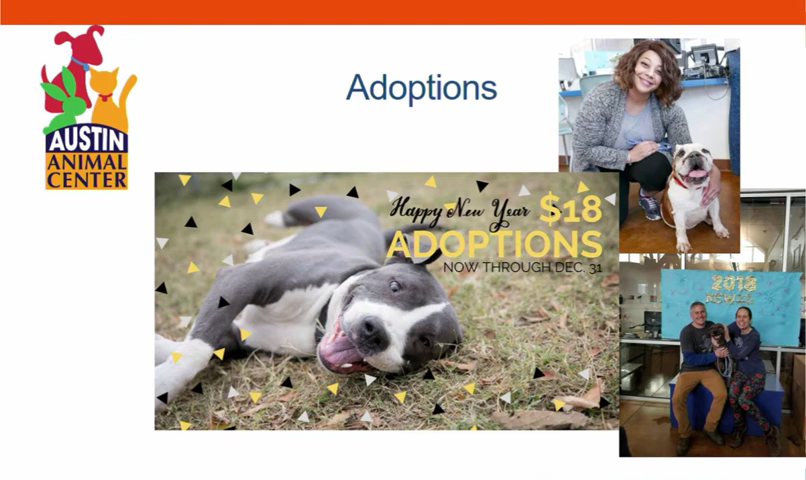 Adoptions
AUSTIN
ANIMAL
CENTER
Happy New Year $18
ADOPTIONS
NOW THROUGH DEC. 31
2018